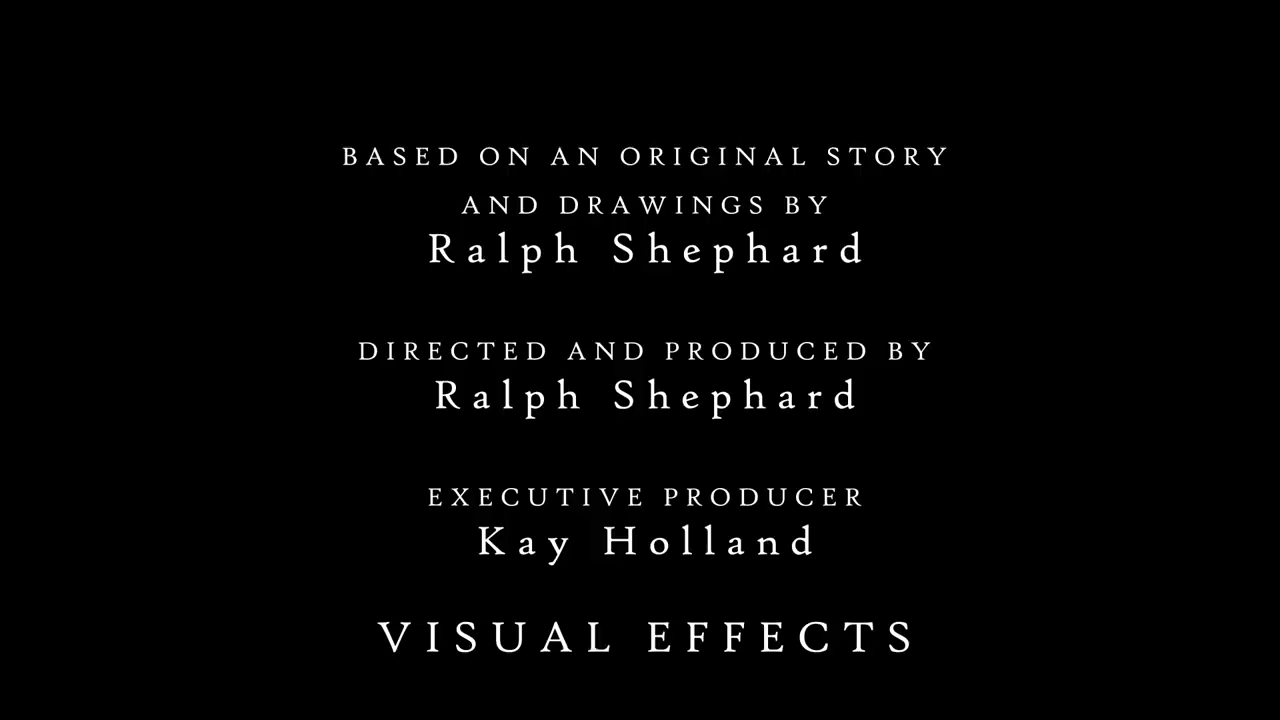 BASED ON AN ORIGINAL STORY
AND DRAWINGS BY
Ralph Shephard
DIRECTED AND PRODUCED BY
Ralph Shephard
EXECUTIVE PRODUCER
Kay Holland
VISUAL EFFECTS